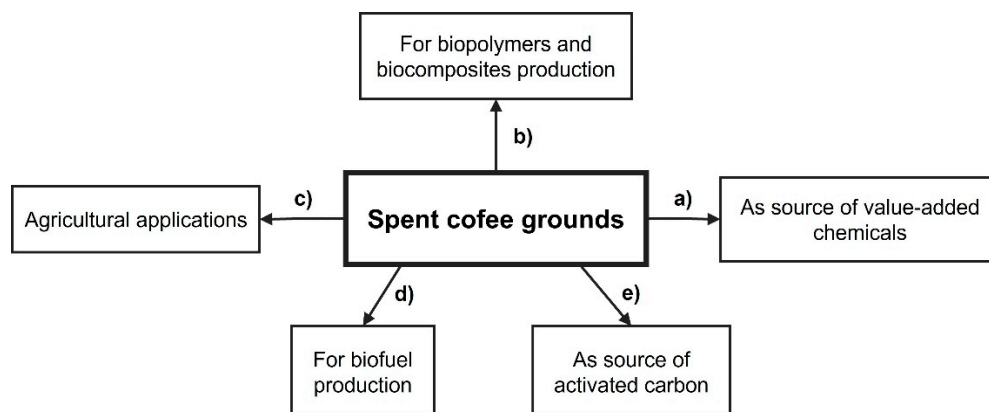 For biopolymers and
biocomposites production
b)
c)
Agricultural applications
Spent cofee grounds
a)
As source of value-added
chemicals
d)
e)
For biofuel
production
As source of
activated carbon